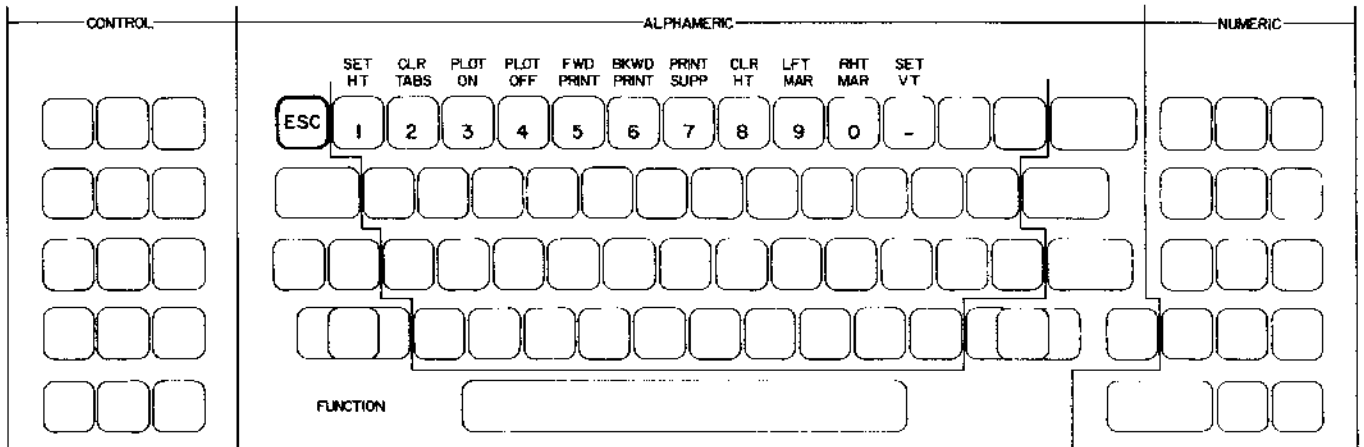 CONTROL
ALPHAMERIC
NUMERIC
SET HT
CLR TABS
PLOT ON
PLOT OFF
FWD PRINT
BKWD PRINT
PRINT SUPP
CLR HT
LFT MAR
RHT MAR
SET VT
ESC 1 2 3 4 5 6 7 8 9 0 -
FUNCTION